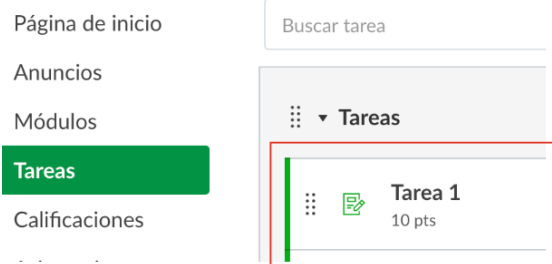 Página de inicio
Anuncios
Módulos
Tareas
Calificaciones
Buscar tarea
Tareas
Tarea 1
10 pts